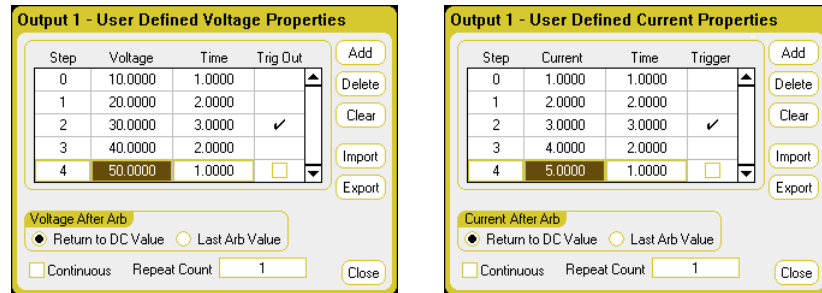 Output 1 - User Defined Voltage Properties
Step Voltage Time Trig Out
0 10.0000 1.0000
1 20.0000 2.0000
2 30.0000 3.0000 ✓
3 40.0000 2.0000
4 50.0000 1.0000
Add
Delete
Clear
Import
Export
Voltage After Arb
Return to DC Value Last Arb Value
Continuous Repeat Count 1
Close
Output 1 - User Defined Current Properties
Step Current Time Trigger
0 1.0000 1.0000
1 2.0000 2.0000
2 3.0000 3.0000 ✓
3 4.0000 2.0000
4 5.0000 1.0000
Add
Delete
Clear
Import
Export
Current After Arb
Return to DC Value Last Arb Value
Continuous Repeat Count 1
Close